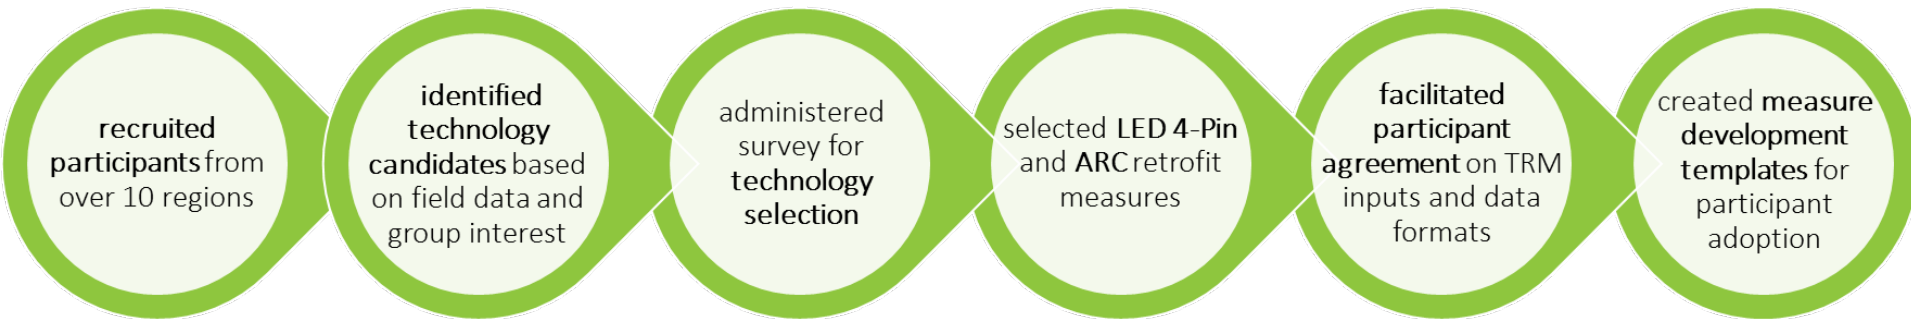 recruited
participants from
over 10 regions
identified
technology
candidates based
on field data and
group interest
administered
survey for
technology
selection
selected LED 4-Pin
and ARC retrofit
measures
facilitated
participant
agreement on TRM
inputs and data
formats
created measure
development
templates for
participant
adoption